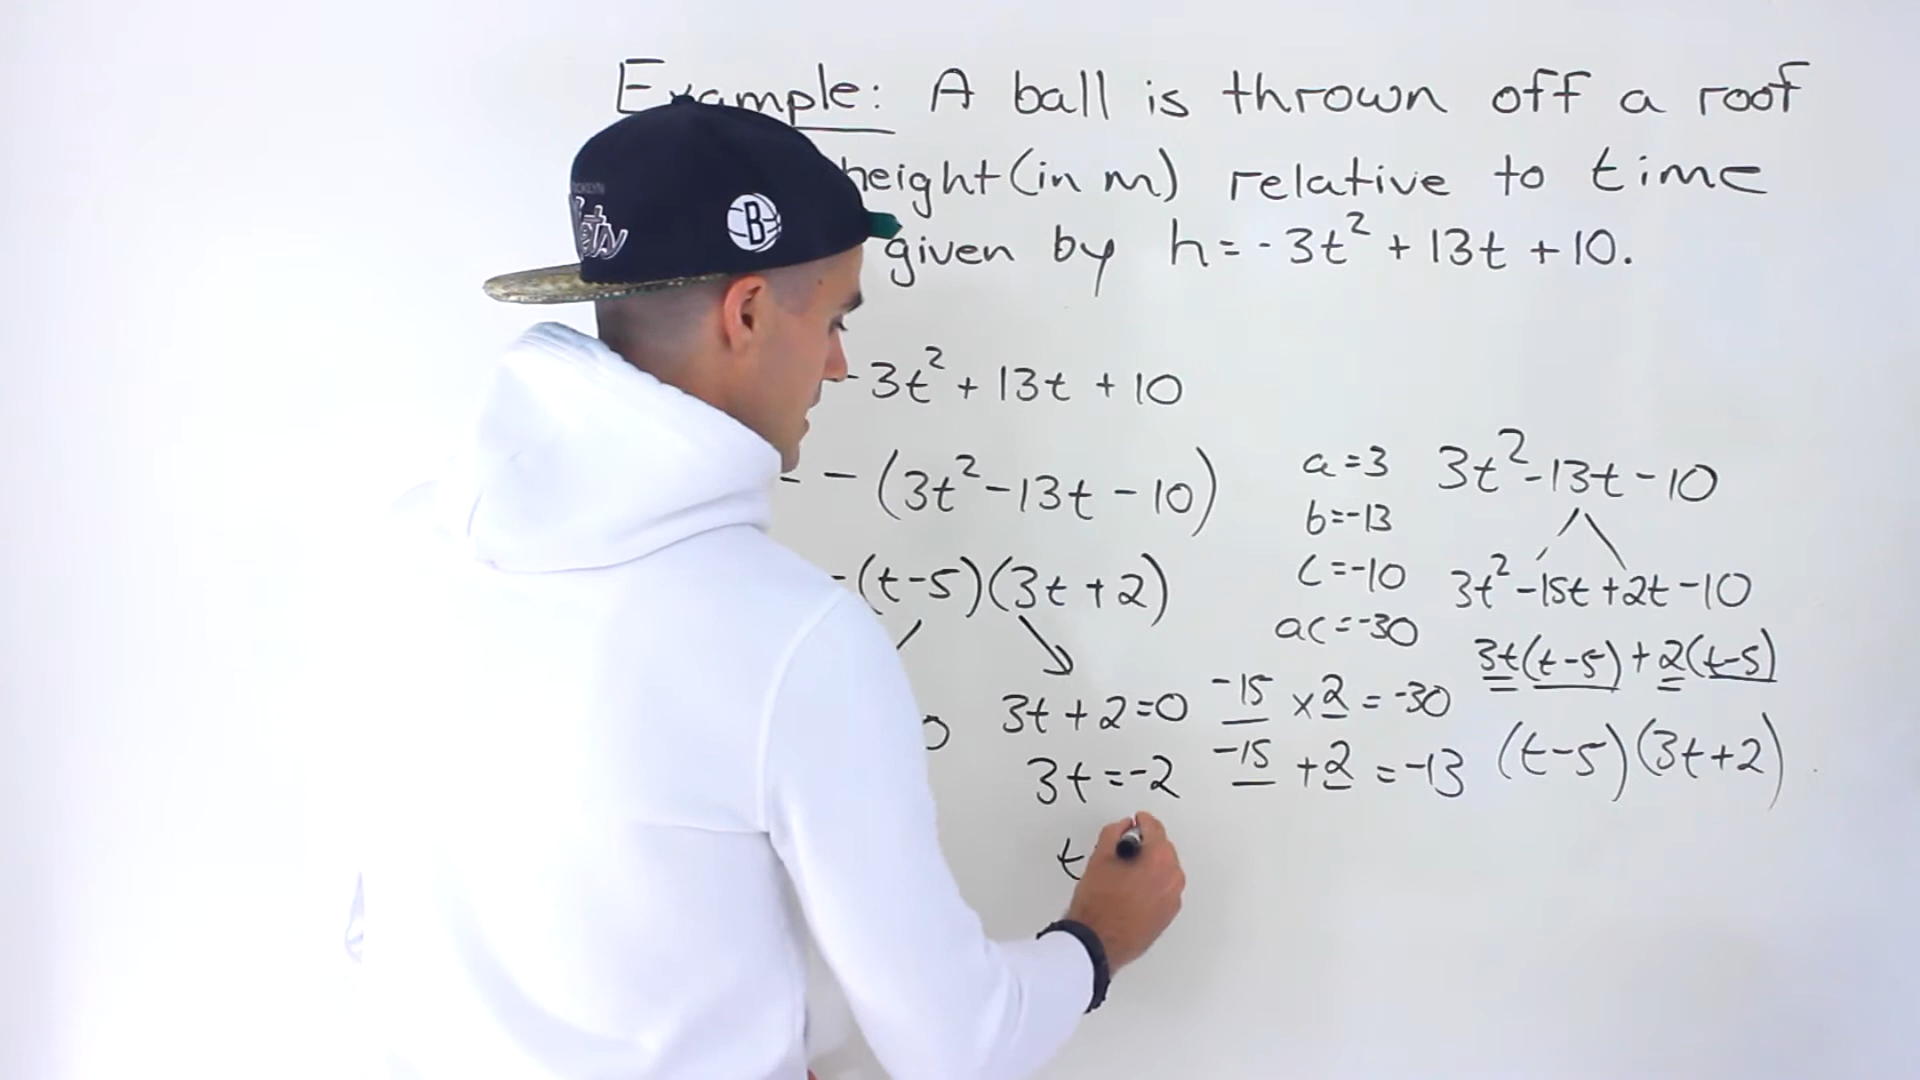 Example: A ball is thrown off a roof
height (in m) relative to time
given by h = -3t² + 13t + 10.
-3t² + 13t + 10
= -(3t² - 13t - 10)
-(t-5)(3t+2)
3t + 2 = 0
3t = -2
t
a = 3
b = -13
c = -10
ac = -30
-15 × 2 = -30
-15 + 2 = -13
3t² - 13t - 10
3t² - 15t + 2t - 10
3t(t-5) + 2(t-5)
(t-5)(3t+2)
B